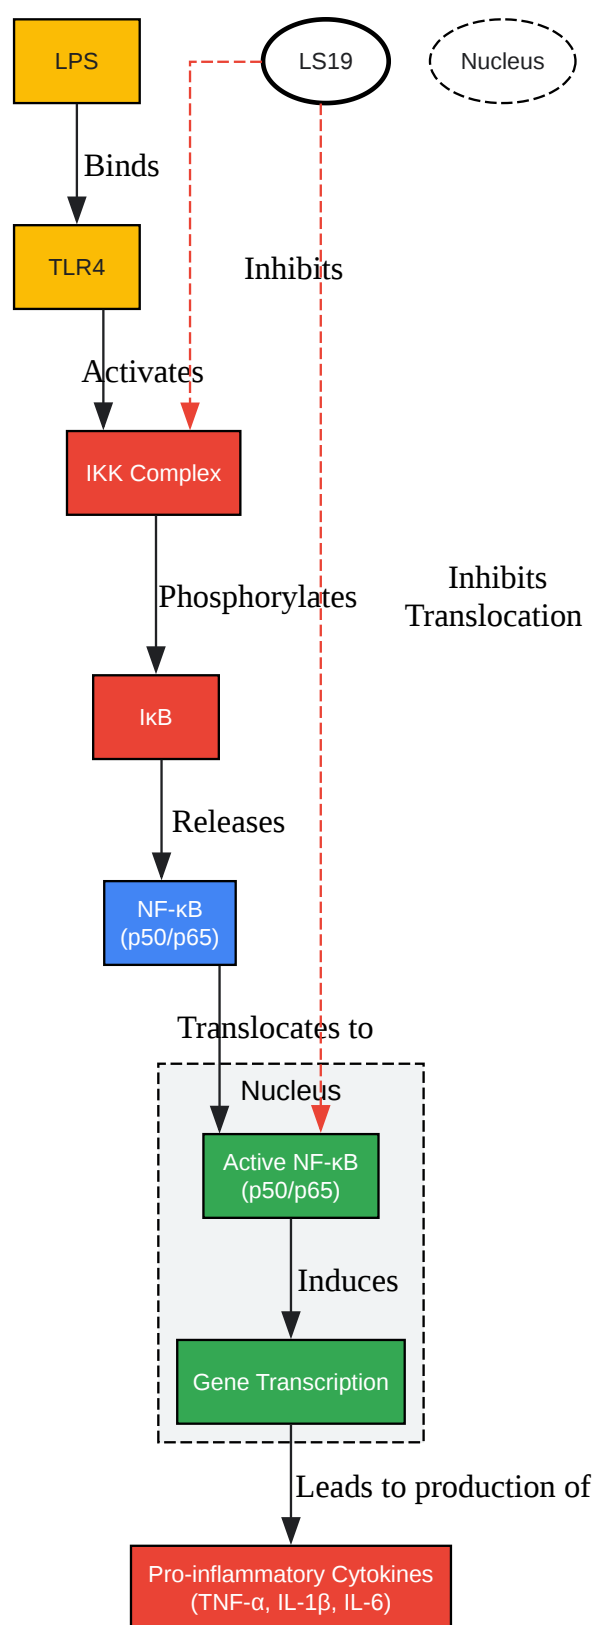 LPS
LS19
Nucleus
Binds
TLR4
Inhibits
Activates
IKK Complex
Inhibits
Translocation
Phosphorylates
IκB
Releases
NF-κB
(p50/p65)
Translocates to
Nucleus
Active NF-κB
(p50/p65)
Induces
Gene Transcription
Leads to production of
Pro-inflammatory Cytokines
(TNF-α, IL-1β, IL-6)